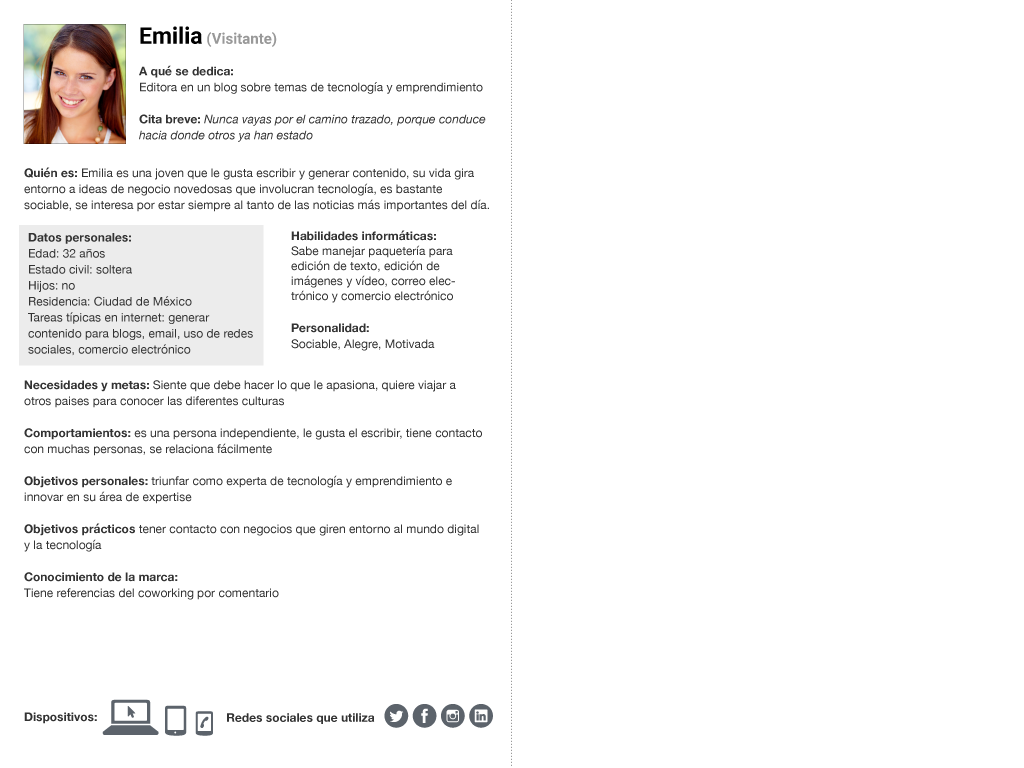 Emilia (Visitante)
A qué se dedica:
Editora en un blog sobre temas de tecnología y emprendimiento
Cita breve: Nunca vayas por el camino trazado, porque conduce
hacia donde otros ya han estado
Quién es: Emilia es una joven que le gusta escribir y generar contenido, su vida gira
entorno a ideas de negocio novedosas que involucran tecnología, es bastante
sociable, se interesa por estar siempre al tanto de las noticias más importantes del día.
Datos personales:
Edad: 32 años
Estado civil: soltera
Hijos: no
Residencia: Ciudad de México
Tareas típicas en internet: generar
contenido para blogs, email, uso de redes
sociales, comercio electrónico
Habilidades informáticas:
Sabe manejar paquetería para
edición de texto, edición de
imágenes y vídeo, correo elec-
trónico y comercio electrónico
Personalidad:
Sociable, Alegre, Motivada
Necesidades y metas: Siente que debe hacer lo que le apasiona, quiere viajar a
otros paises para conocer las diferentes culturas
Comportamientos: es una persona independiente, le gusta el escribir, tiene contacto
con muchas personas, se relaciona fácilmente
Objetivos personales: triunfar como experta de tecnología y emprendimiento e
innovar en su área de expertise
Objetivos prácticos tener contacto con negocios que giren entorno al mundo digital
y la tecnología
Conocimiento de la marca:
Tiene referencias del coworking por comentario
Dispositivos:
Redes sociales que utiliza